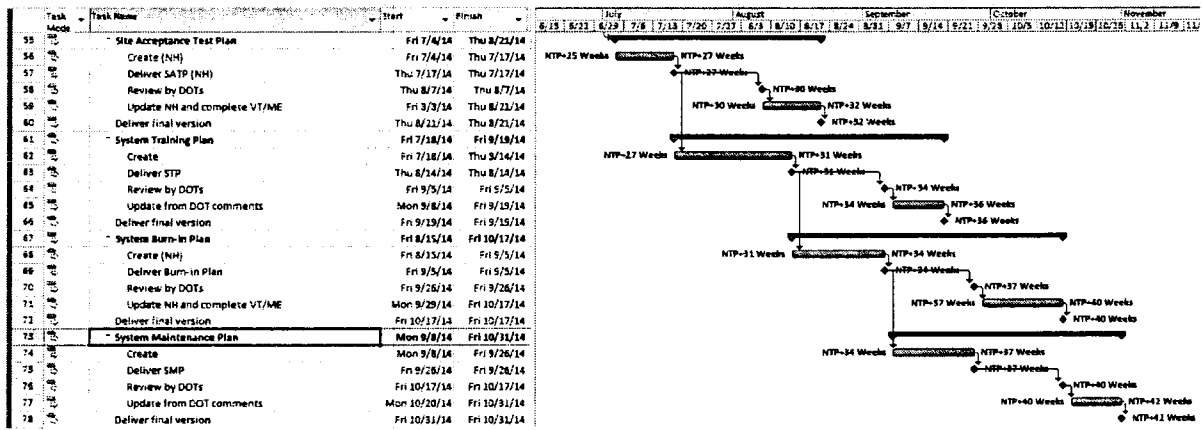 Task Mode Task Name Start Finish
July August September October November
6/15 6/22 6/29 7/6 7/13 7/20 7/27 8/3 8/10 8/17 8/24 8/31 9/7 9/14 9/21 9/28 10/5 10/12 10/19 10/26 11/2 11/9
55 Site Acceptance Test Plan Fri 7/4/14 Thu 8/21/14
56 Create (NH) Fri 7/4/14 Thu 7/17/14 NTP+25 Weeks NTP+27 Weeks
57 Deliver SATP (NH) Thu 7/17/14 Thu 7/17/14 NTP+27 Weeks
58 Review by DOTs Thu 8/7/14 Thu 8/7/14 NTP+30 Weeks
59 Update NH and complete VT/ME Thu 8/21/14 NTP+30 Weeks NTP+32 Weeks
60 Deliver final version Thu 8/21/14 Thu 8/21/14 NTP+32 Weeks
61 System Training Plan Fri 7/18/14 Fri 9/19/14
62 Create Fri 7/18/14 Thu 8/14/14 NTP+27 Weeks NTP+31 Weeks
63 Deliver STP Thu 8/14/14 Thu 8/14/14 NTP+31 Weeks
64 Review by DOTs Fri 9/5/14 Fri 9/5/14 NTP+34 Weeks
65 Update from DOT comments Mon 9/8/14 Fri 9/19/14 NTP+34 Weeks NTP+36 Weeks
66 Deliver final version Fri 9/19/14 Fri 9/19/14 NTP+36 Weeks
67 System Burn-in Plan Fri 8/15/14 Fri 10/17/14
68 Create (NH) Fri 8/15/14 Fri 9/5/14 NTP+31 Weeks NTP+34 Weeks
69 Deliver Burn-in Plan Fri 9/5/14 Fri 9/5/14 NTP+34 Weeks
70 Review by DOTs Fri 9/26/14 Fri 9/26/14 NTP+37 Weeks
71 Update NH and complete VT/ME Mon 9/29/14 Fri 10/17/14 NTP+37 Weeks NTP+40 Weeks
72 Deliver final version Fri 10/17/14 Fri 10/17/14 NTP+40 Weeks
73 System Maintenance Plan Mon 9/8/14 Fri 10/31/14
74 Create Mon 9/8/14 Fri 9/26/14 NTP+34 Weeks NTP+37 Weeks
75 Deliver SMP Fri 9/26/14 Fri 9/26/14 NTP+37 Weeks
76 Review by DOTs Fri 10/17/14 Fri 10/17/14 NTP+40 Weeks
77 Update from DOT comments Mon 10/20/14 Fri 10/31/14 NTP+40 Weeks NTP+42 Weeks
78 Deliver final version Fri 10/31/14 Fri 10/31/14 NTP+42 Weeks